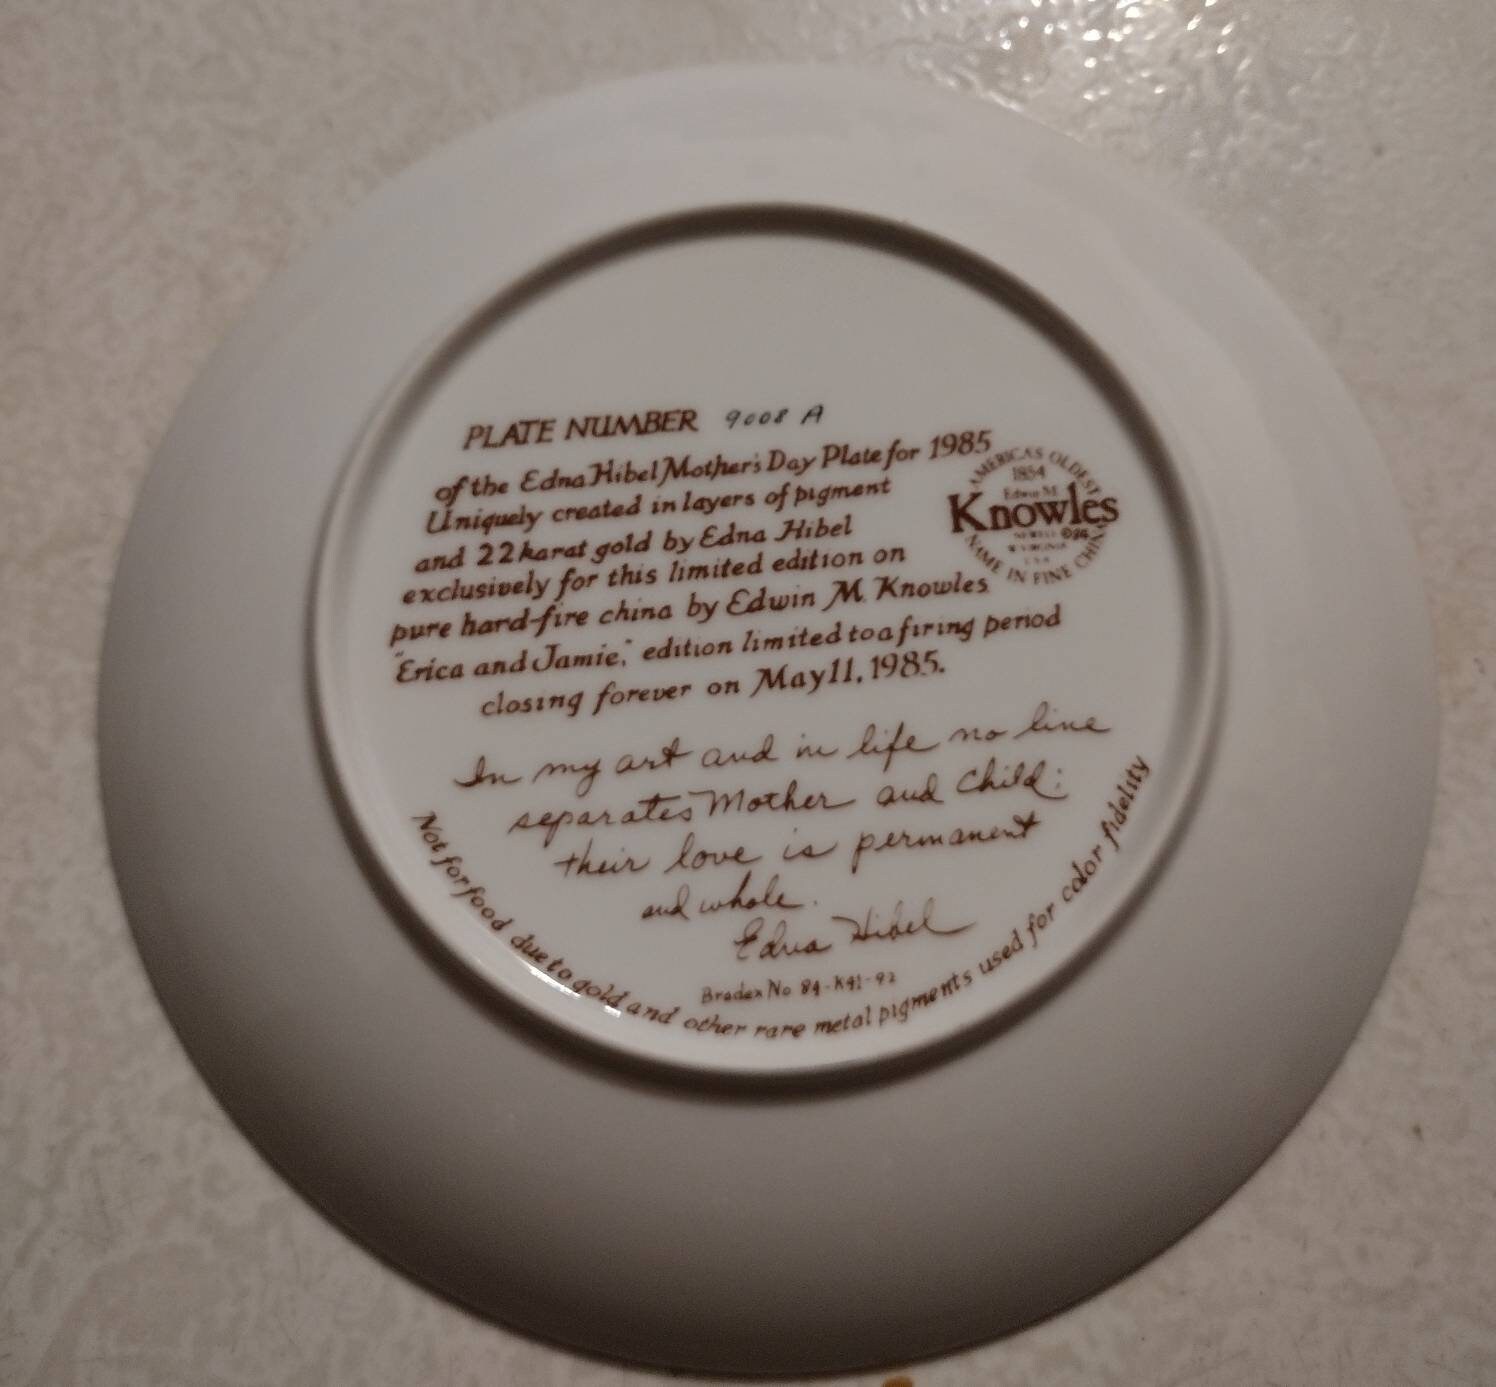 PLATE NUMBER 9008 A
of the Edna Hibel Mother's Day Plate for 1985
Uniquely created in layers of pigment
and 22 karat gold by Edna Hibel
exclusively for this limited edition on
pure hard-fire china by Edwin M. Knowles
"Erica and Jamie," edition limited to a firing period
closing forever on May 11, 1985.
AMERICA'S OLDEST
1854
Edwin M.
Knowles
NEWELL ©84
W VIRGINIA
U S A
NAME IN FINE CHINA
In my art and in life no line
separates Mother and Child:
their love is permanent
and whole.
Edna Hibel
Bradex No 84-K41-92
Not for food due to gold and other rare metal pigments used for color fidelity